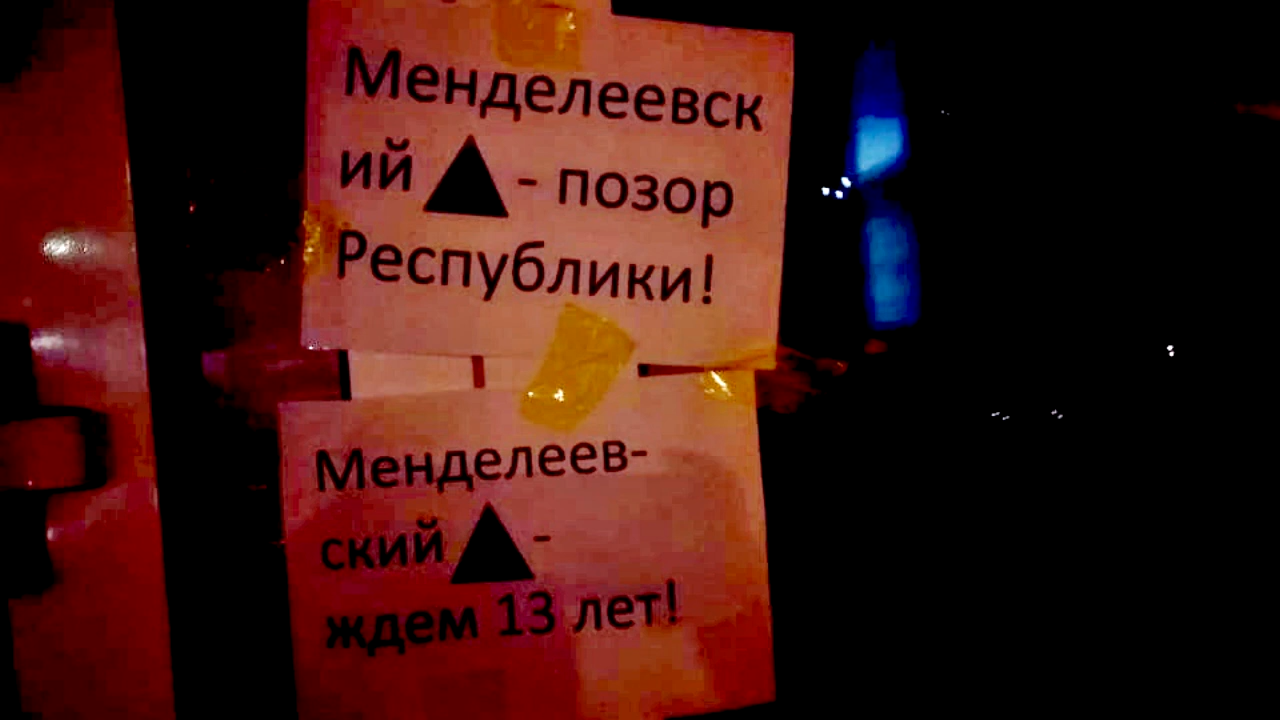 Менделеевск
ий ▲ - позор
Республики!
Менделеев-
ский ▲ -
ждем 13 лет!